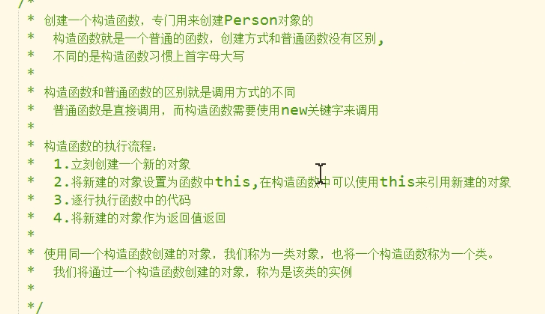 /*
* 创建一个构造函数，专门用来创建Person对象的
* 构造函数就是一个普通的函数，创建方式和普通函数没有区别,
* 不同的是构造函数习惯上首字母大写
*
* 构造函数和普通函数的区别就是调用方式的不同
* 普通函数是直接调用，而构造函数需要使用new关键字来调用
*
* 构造函数的执行流程：
* 1.立刻创建一个新的对象
* 2.将新建的对象设置为函数中this,在构造函数中可以使用this来引用新建的对象
* 3.逐行执行函数中的代码
* 4.将新建的对象作为返回值返回
*
* 使用同一个构造函数创建的对象，我们称为一类对象，也将一个构造函数称为一个类。
* 我们将通过一个构造函数创建的对象，称为是该类的实例
*
*/